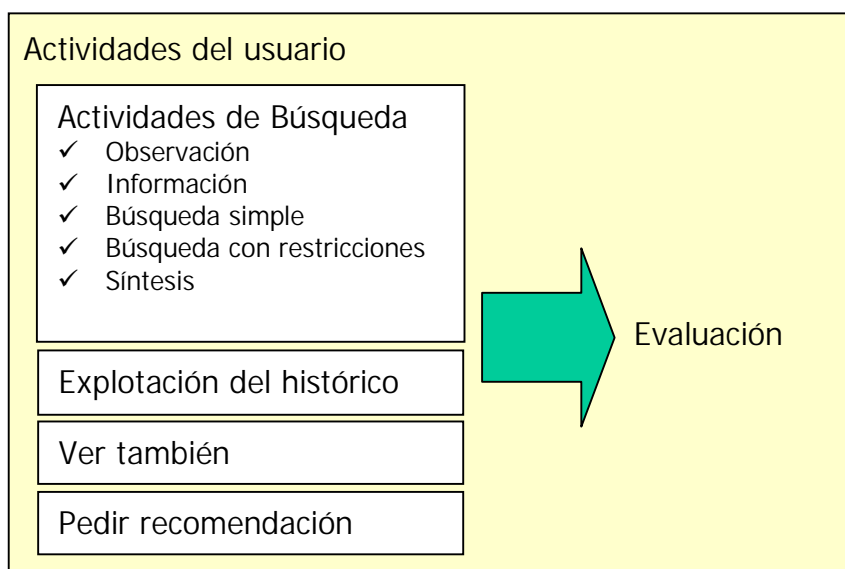 Actividades del usuario
Actividades de Búsqueda
✓ Observación
✓ Información
✓ Búsqueda simple
✓ Búsqueda con restricciones
✓ Síntesis
Evaluación
Explotación del histórico
Ver también
Pedir recomendación